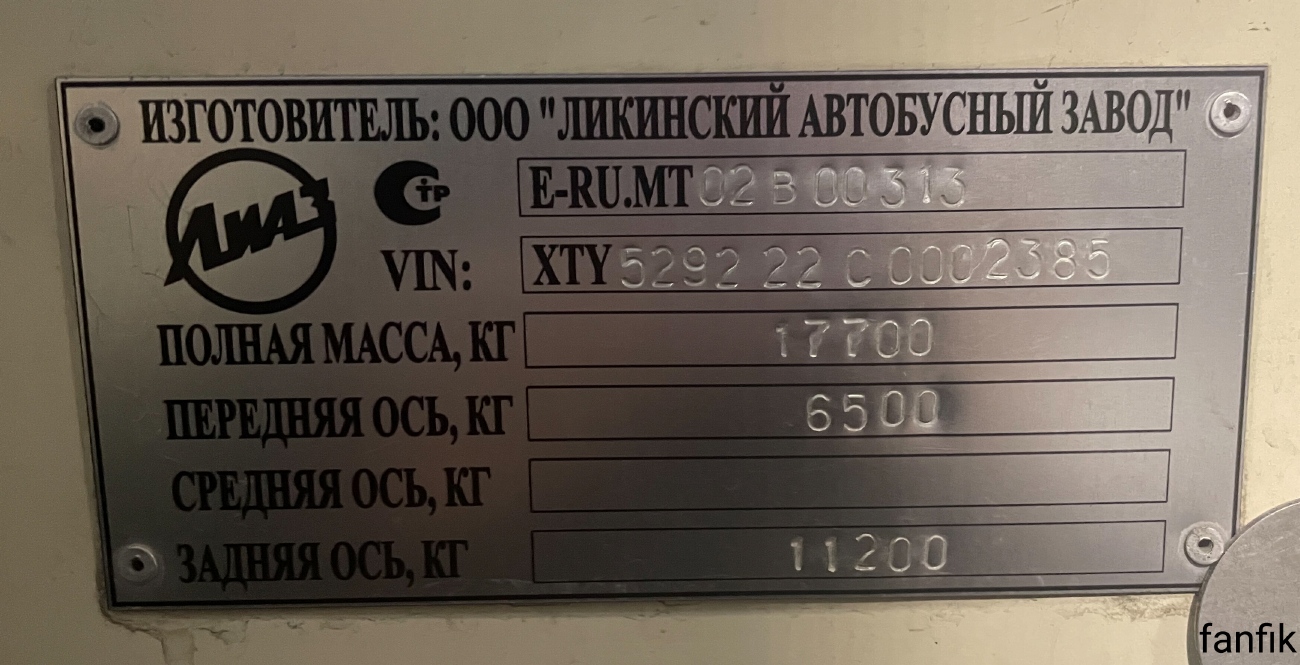 ИЗГОТОВИТЕЛЬ: ООО "ЛИКИНСКИЙ АВТОБУСНЫЙ ЗАВОД"
ЛИАЗ
СТР E-RU.MT 02 В 00313
VIN: XTY 5292 22 C 0002385
ПОЛНАЯ МАССА, КГ 17700
ПЕРЕДНЯЯ ОСЬ, КГ 6500
СРЕДНЯЯ ОСЬ, КГ
ЗАДНЯЯ ОСЬ, КГ 11200
fanfik